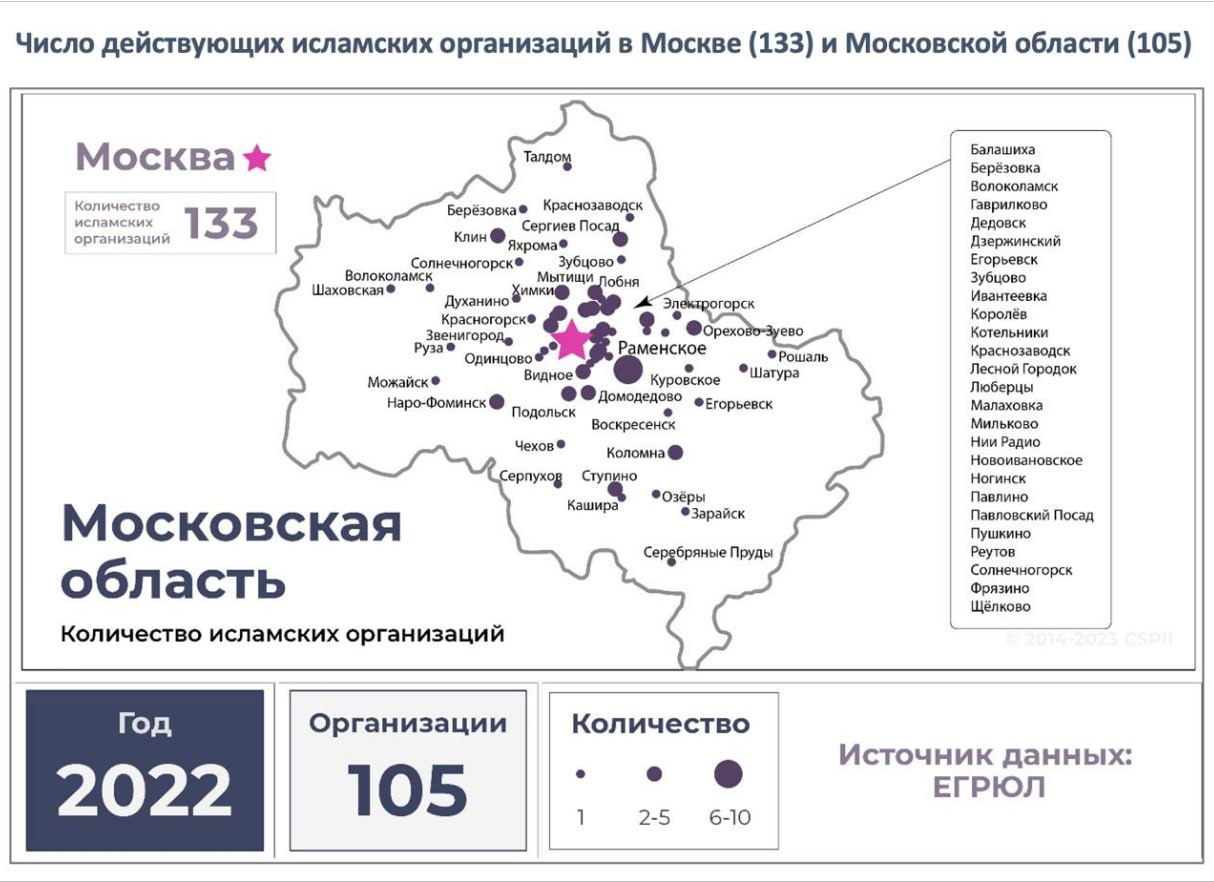 Число действующих исламских организаций в Москве (133) и Московской области (105)
Москва
Количество
исламских
организаций
133
Талдом
Берёзовка
Краснозаводск
Клин
Сергиев Посад
Яхрома
Солнечногорск
Зубцово
Волоколамск
Мытищи
Лобня
Шаховская
Химки
Духанино
Электрогорск
Красногорск
Орехово-Зуево
Звенигород
Руза
Раменское
Одинцово
Рошаль
Видное
Шатура
Можайск
Куровское
Наро-Фоминск
Домодедово
Егорьевск
Подольск
Воскресенск
Чехов
Коломна
Серпухов
Ступино
Кашира
Озёры
Зарайск
Серебряные Пруды
Балашиха
Берёзовка
Волоколамск
Гаврилково
Дедовск
Дзержинский
Егорьевск
Зубцово
Ивантеевка
Королёв
Котельники
Краснозаводск
Лесной Городок
Люберцы
Малаховка
Мильково
Нии Радио
Новоивановское
Ногинск
Павлино
Павловский Посад
Пушкино
Реутов
Солнечногорск
Фрязино
Щёлково
Московская
область
Количество исламских организаций
© 2014-2023 CSPII
Год
2022
Организации
105
Количество
1
2-5
6-10
Источник данных:
ЕГРЮЛ